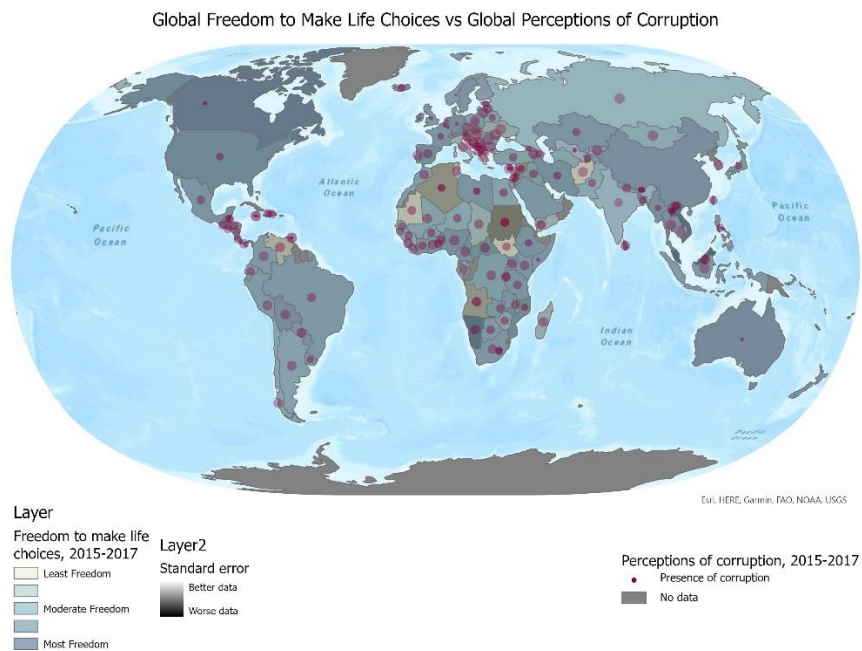 Global Freedom to Make Life Choices vs Global Perceptions of Corruption
Atlantic
Ocean
Pacific
Ocean
Pacific
Ocean
Indian
Ocean
Pacific
Ocean
Esri, HERE, Garmin, FAO, NOAA, USGS
Layer
Freedom to make life
choices, 2015-2017
Least Freedom
Moderate Freedom
Most Freedom
Layer2
Standard error
Better data
Worse data
Perceptions of corruption, 2015-2017
Presence of corruption
No data